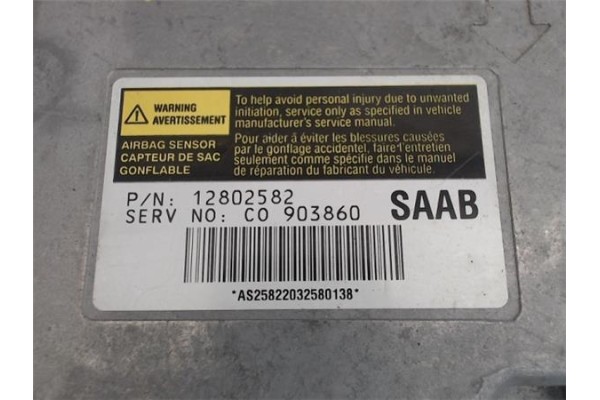 WARNING
AVERTISSEMENT
AIRBAG SENSOR
CAPTEUR DE SAC
GONFLABLE
To help avoid personal injury due to unwanted
initiation, service only as specified in vehicle
manufacturer's service manual.
Pour aider à éviter les blessures causées
par le gonflage accidentel, faire l'entretien
seulement comme spécifié dans le manuel
de réparation du fabricant du véhicule.
P/N: 12802582
SERV NO: CO 903860
SAAB
*AS25822032580138*